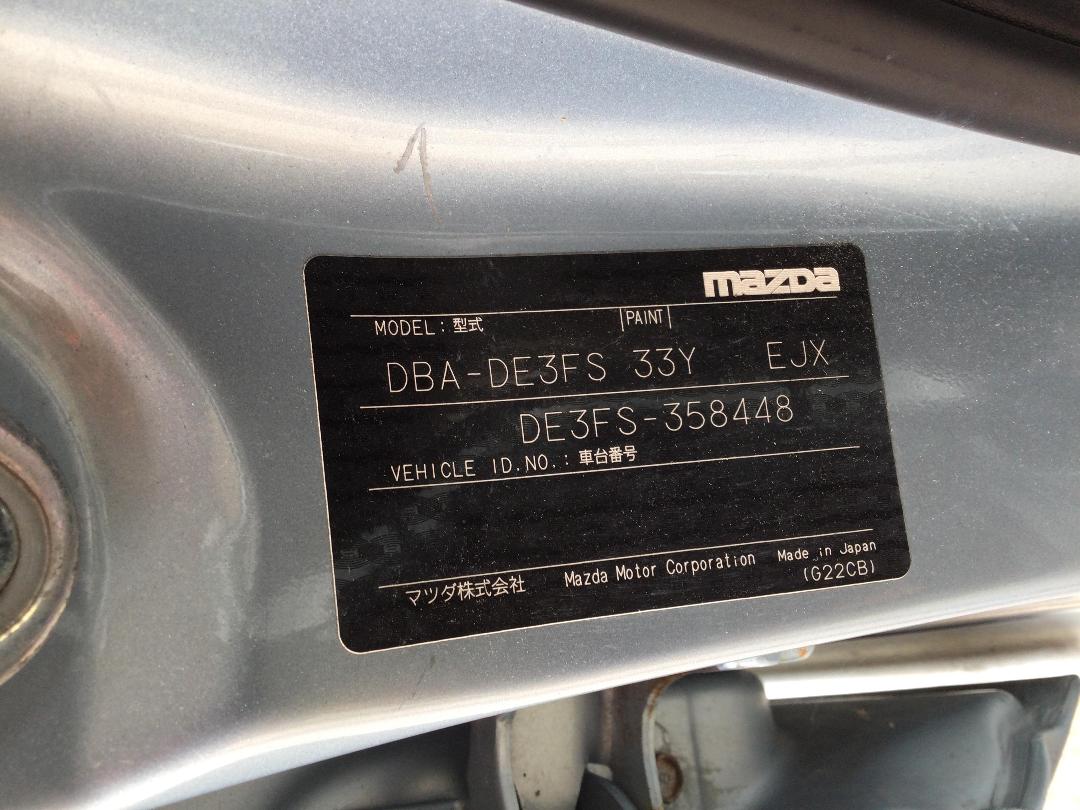 mazda
MODEL : 型式 PAINT
DBA-DE3FS 33Y EJX
DE3FS-358448
VEHICLE ID.NO. : 車台番号
マツダ株式会社 Mazda Motor Corporation Made in Japan
(G22CB)